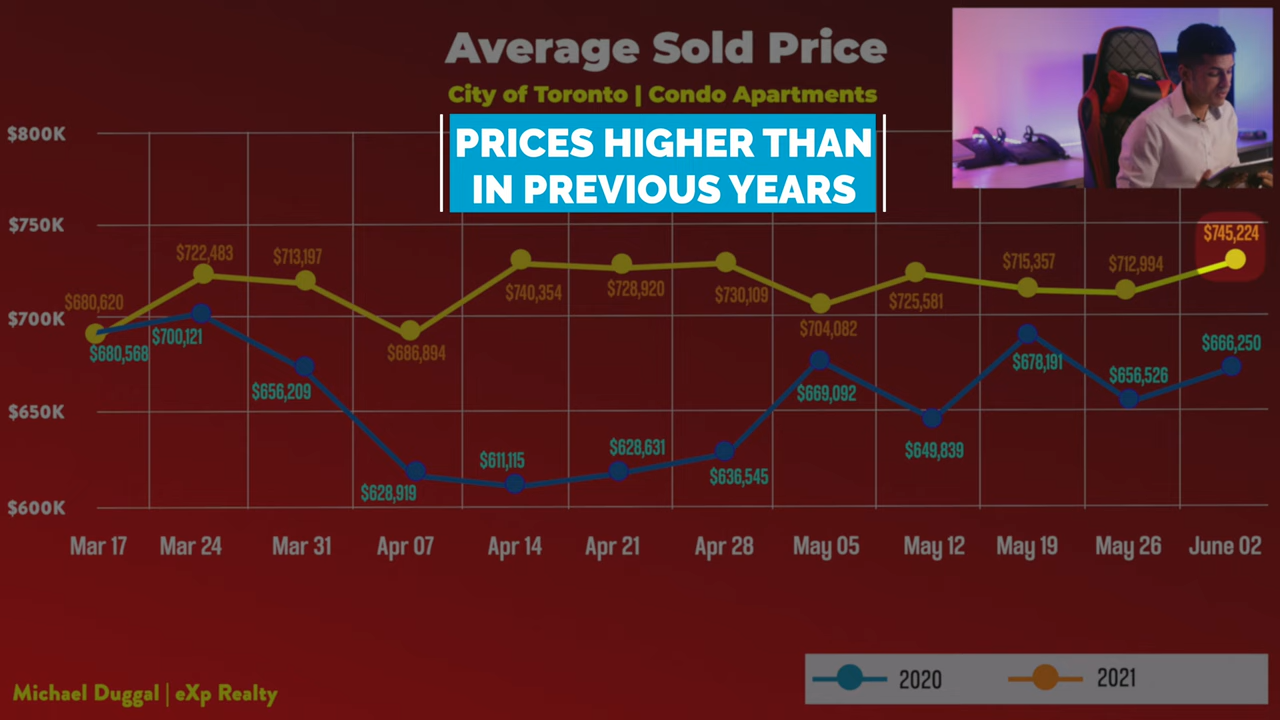 Average Sold Price
City of Toronto | Condo Apartments
PRICES HIGHER THAN
IN PREVIOUS YEARS
$800K
$750K
$700K
$650K
$600K
$680,620
$722,483
$713,197
$686,894
$740,354
$728,920
$730,109
$704,082
$725,581
$715,357
$712,994
$745,224
$680,568
$700,121
$656,209
$628,919
$611,115
$628,631
$636,545
$669,092
$649,839
$678,191
$656,526
$666,250
Mar 17 Mar 24 Mar 31 Apr 07 Apr 14 Apr 21 Apr 28 May 05 May 12 May 19 May 26 June 02
2020 2021
Michael Duggal | eXp Realty